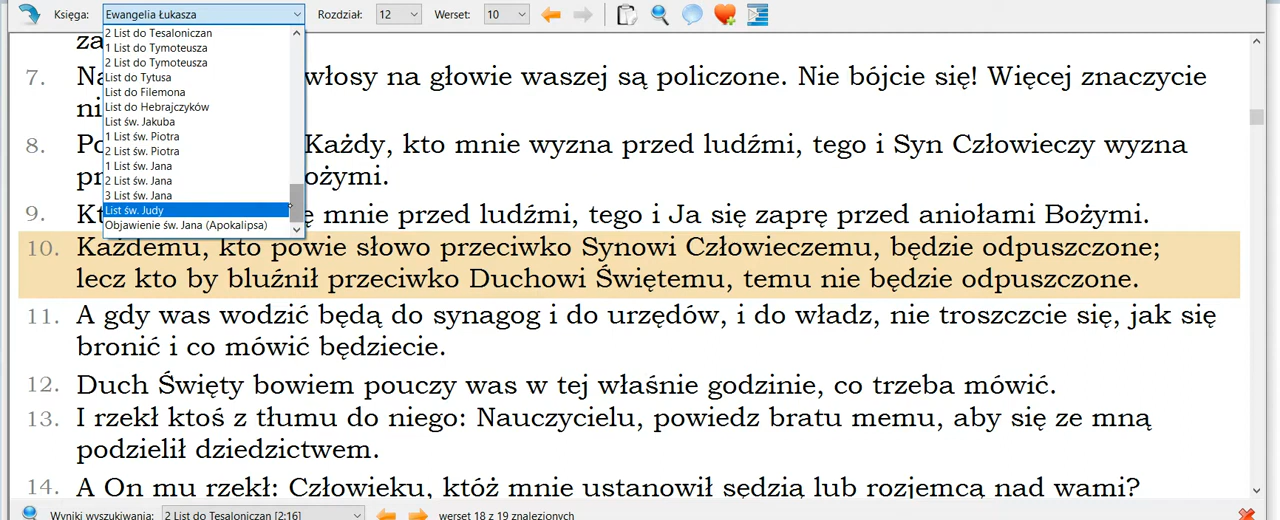 Księga: Ewangelia Łukasza Rozdział: 12 Werset: 10
2 List do Tesaloniczan
1 List do Tymoteusza
2 List do Tymoteusza
List do Tytusa
List do Filemona
List do Hebrajczyków
List św. Jakuba
1 List św. Piotra
2 List św. Piotra
1 List św. Jana
2 List św. Jana
3 List św. Jana
List św. Judy
Objawienie św. Jana (Apokalipsa)
za
7. Na włosy na głowie waszej są policzone. Nie bójcie się! Więcej znaczycie
ni
8. Po Każdy, kto mnie wyzna przed ludźmi, tego i Syn Człowieczy wyzna
pr ożymi.
9. Kt ę mnie przed ludźmi, tego i Ja się zaprę przed aniołami Bożymi.
10. Każdemu, kto powie słowo przeciwko Synowi Człowieczemu, będzie odpuszczone;
lecz kto by bluźnił przeciwko Duchowi Świętemu, temu nie będzie odpuszczone.
11. A gdy was wodzić będą do synagog i do urzędów, i do władz, nie troszczcie się, jak się
bronić i co mówić będziecie.
12. Duch Święty bowiem pouczy was w tej właśnie godzinie, co trzeba mówić.
13. I rzekł ktoś z tłumu do niego: Nauczycielu, powiedz bratu memu, aby się ze mną
podzielił dziedzictwem.
14. A On mu rzekł: Człowieku, któż mnie ustanowił sędzią lub rozjemcą nad wami?
Wyniki wyszukiwania: 2 List do Tesaloniczan [2:16] werset 18 z 19 znalezionych